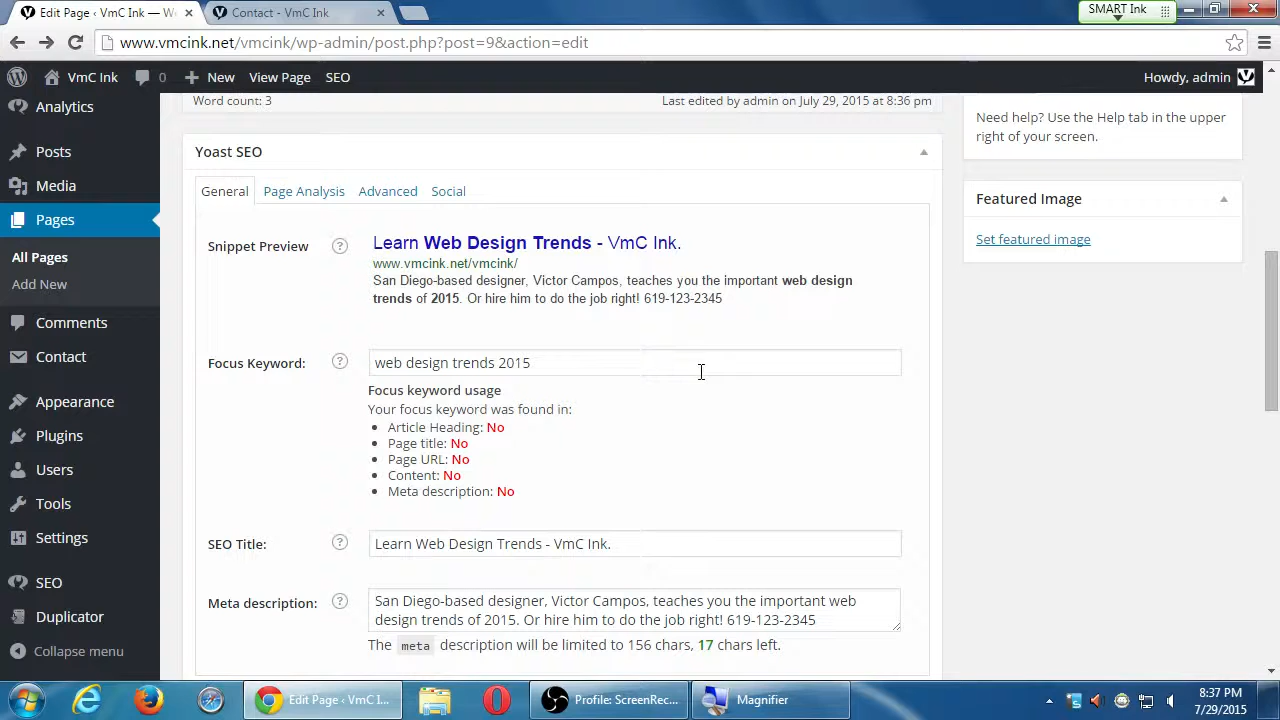 Edit Page ‹ VmC Ink — W
Contact - VmC Ink
SMART Ink
www.vmcink.net/vmcink/wp-admin/post.php?post=9&action=edit
VmC Ink
0
New
View Page
SEO
Howdy, admin
Analytics
Posts
Media
Pages
All Pages
Add New
Comments
Contact
Appearance
Plugins
Users
Tools
Settings
SEO
Duplicator
Collapse menu
Word count: 3
Last edited by admin on July 29, 2015 at 8:36 pm
Yoast SEO
General
Page Analysis
Advanced
Social
Snippet Preview
?
Learn Web Design Trends - VmC Ink.
www.vmcink.net/vmcink/
San Diego-based designer, Victor Campos, teaches you the important web design
trends of 2015. Or hire him to do the job right! 619-123-2345
Focus Keyword:
?
web design trends 2015
Focus keyword usage
Your focus keyword was found in:
Article Heading: No
Page title: No
Page URL: No
Content: No
Meta description: No
SEO Title:
?
Learn Web Design Trends - VmC Ink.
Meta description:
?
San Diego-based designer, Victor Campos, teaches you the important web
design trends of 2015. Or hire him to do the job right! 619-123-2345
The meta description will be limited to 156 chars, 17 chars left.
Need help? Use the Help tab in the upper
right of your screen.
Featured Image
Set featured image
Edit Page ‹ VmC I...
Profile: ScreenRec...
Magnifier
8:37 PM
7/29/2015